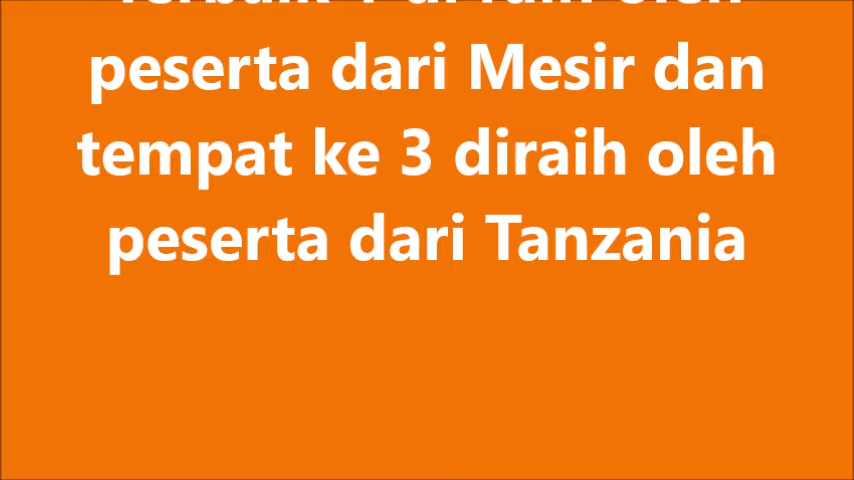 peserta dari Mesir dan
tempat ke 3 diraih oleh
peserta dari Tanzania